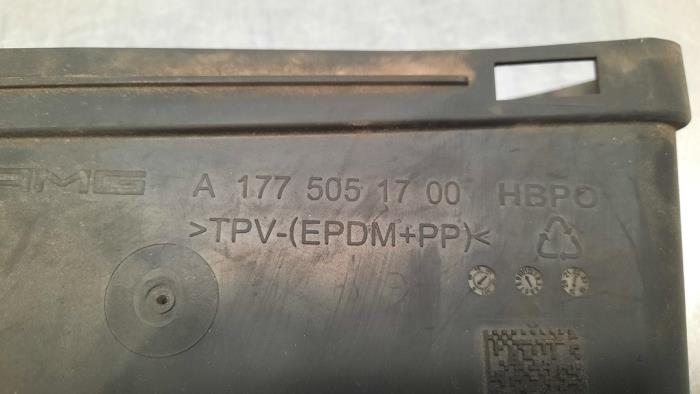 AMG A 177 505 17 00 HBPO
>TPV-(EPDM+PP)<